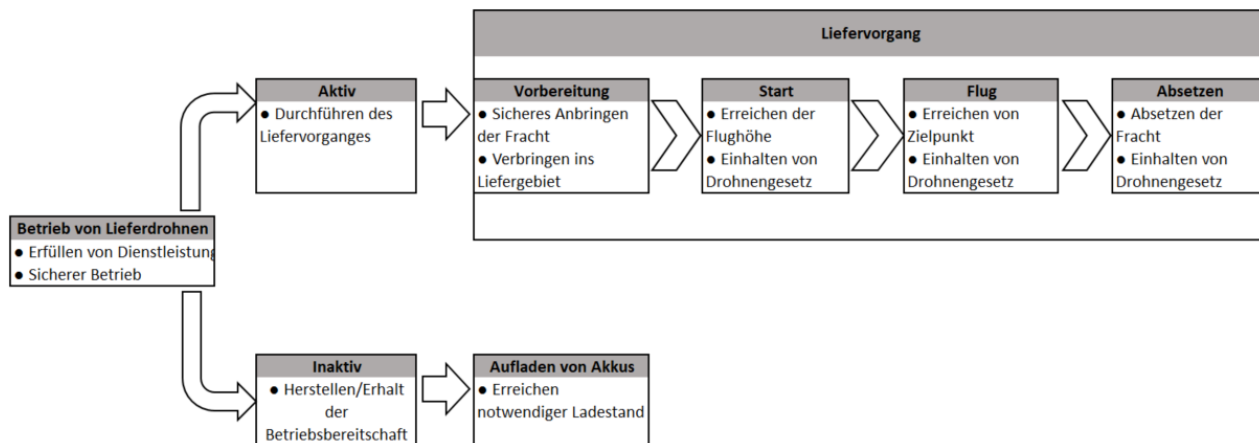 Liefervorgang
Aktiv
● Durchführen des
Liefervorganges
Vorbereitung
● Sicheres Anbringen
der Fracht
● Verbringen ins
Liefergebiet
Start
● Erreichen der
Flughöhe
● Einhalten von
Drohnengesetz
Flug
● Erreichen von
Zielpunkt
● Einhalten von
Drohnengesetz
Absetzen
● Absetzen der
Fracht
● Einhalten von
Drohnengesetz
Betrieb von Lieferdrohnen
● Erfüllen von Dienstleistung
● Sicherer Betrieb
Inaktiv
● Herstellen/Erhalt
der
Betriebsbereitschaft
Aufladen von Akkus
● Erreichen
notwendiger Ladestand